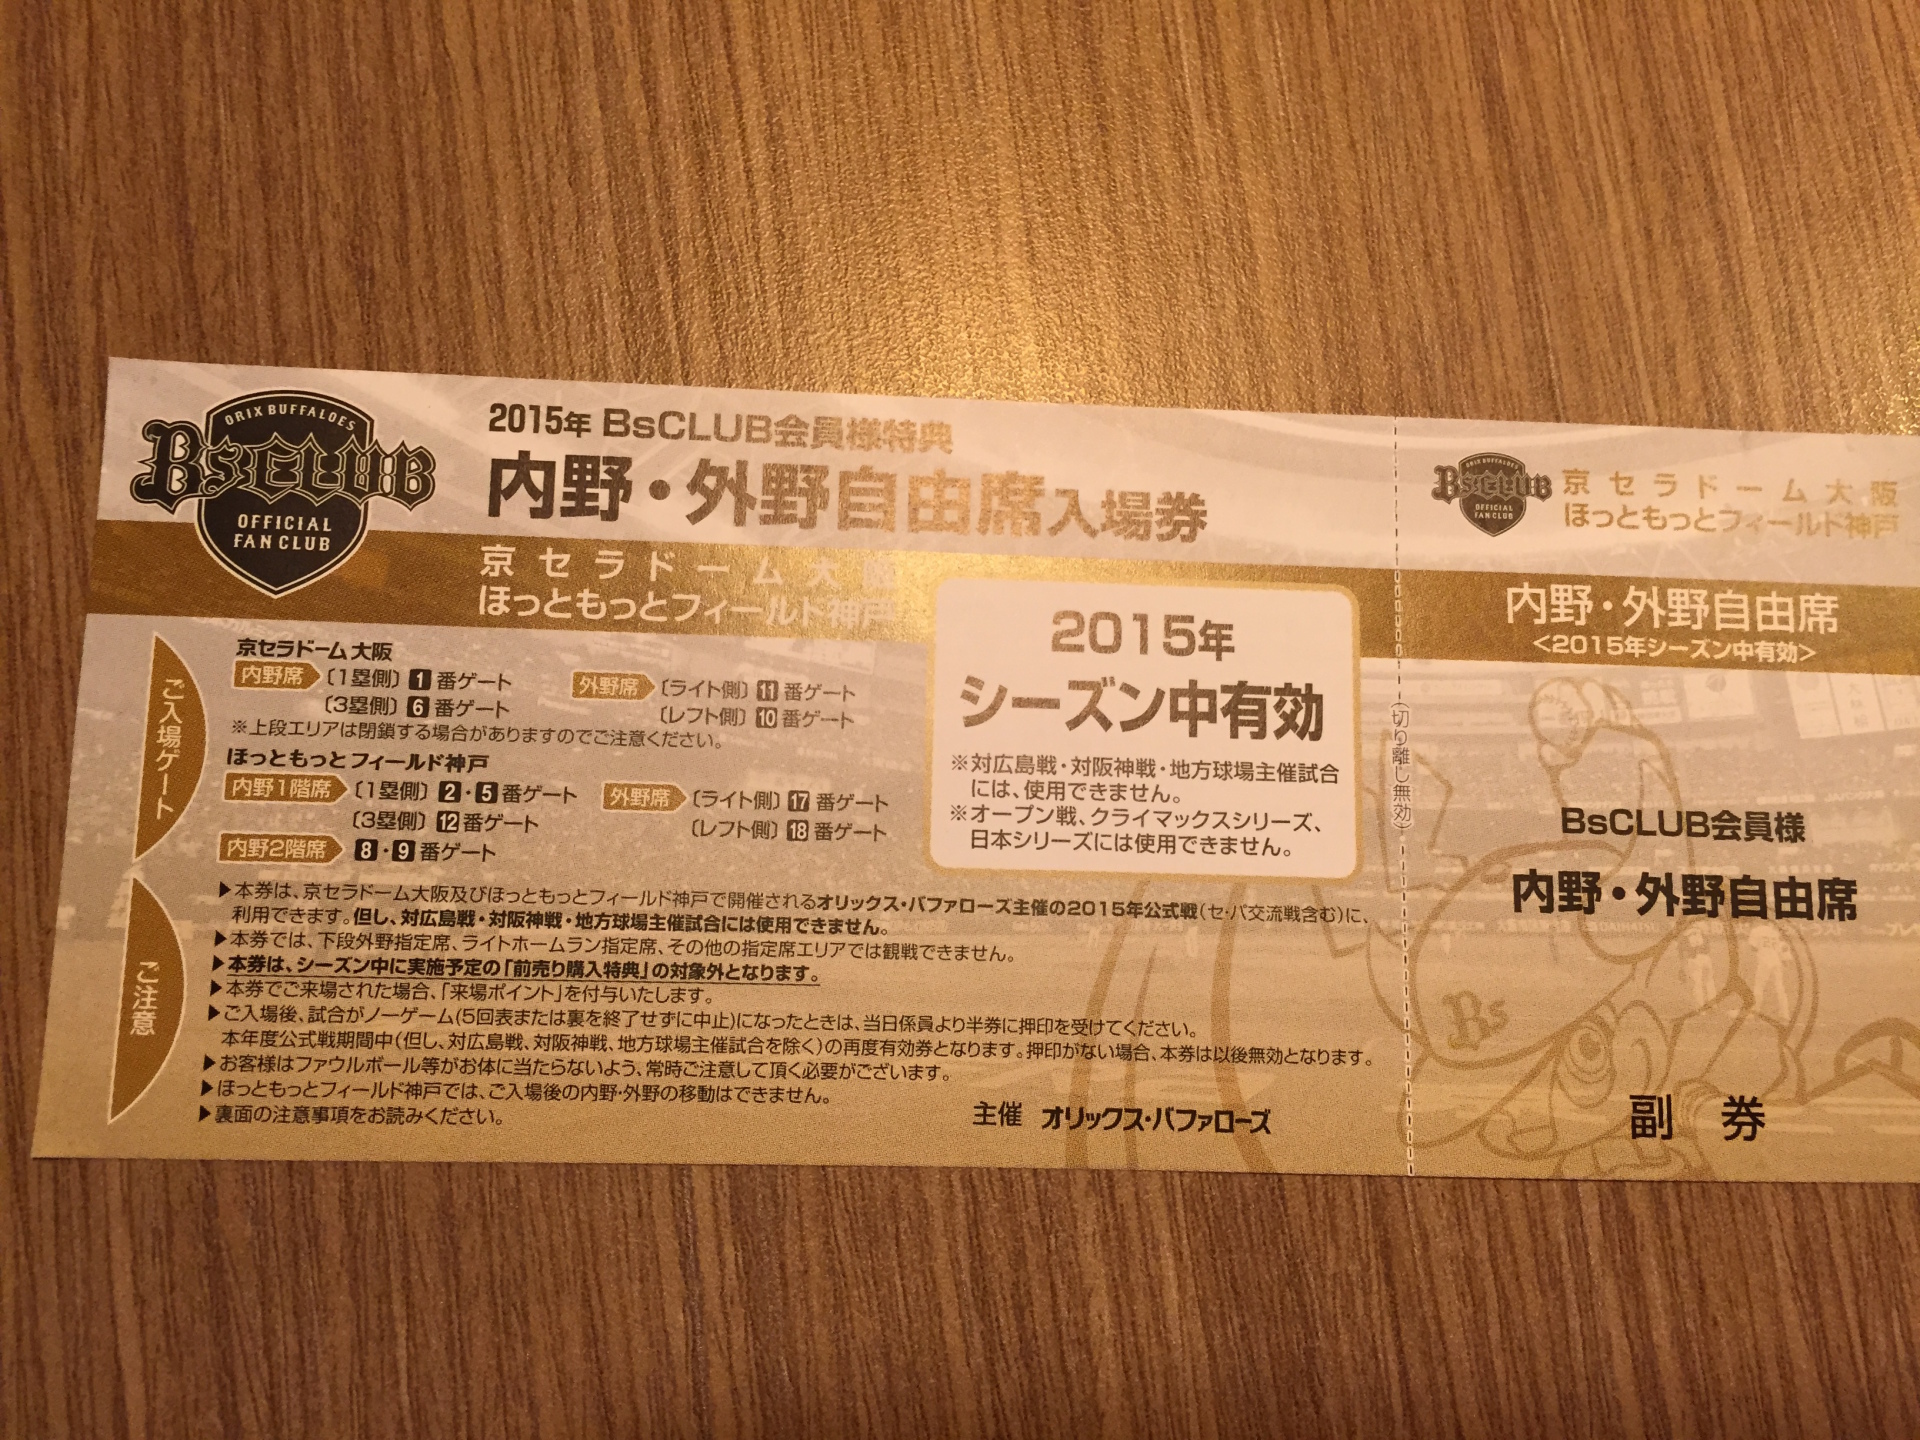 ORIX BUFFALOES
BsCLUB
OFFICIAL
FAN CLUB
2015年 BsCLUB会員様特典
内野・外野自由席入場券
京セラドーム大阪
ほっともっとフィールド神戸
2015年
シーズン中有効
※対広島戦・対阪神戦・地方球場主催試合
には、使用できません。
※オープン戦、クライマックスシリーズ、
日本シリーズには使用できません。
ご入場ゲート
京セラドーム大阪
内野席 〔1塁側〕 1 番ゲート 外野席 〔ライト側〕 11 番ゲート
〔3塁側〕 6 番ゲート 〔レフト側〕 10 番ゲート
※上段エリアは閉鎖する場合がありますのでご注意ください。
ほっともっとフィールド神戸
内野1階席 〔1塁側〕 2・5 番ゲート 外野席 〔ライト側〕 17 番ゲート
〔3塁側〕 12 番ゲート 〔レフト側〕 18 番ゲート
内野2階席 8・9 番ゲート
ご注意
▶本券は、京セラドーム大阪及びほっともっとフィールド神戸で開催されるオリックス・バファローズ主催の2015年公式戦(セ・パ交流戦含む)に、
利用できます。但し、対広島戦・対阪神戦・地方球場主催試合には使用できません。
▶本券では、下段外野指定席、ライトホームラン指定席、その他の指定席エリアでは観戦できません。
▶本券は、シーズン中に実施予定の「前売り購入特典」の対象外となります。
▶本券でご来場された場合、「来場ポイント」を付与いたします。
▶ご入場後、試合がノーゲーム(5回表または裏を終了せずに中止)になったときは、当日係員より半券に押印を受けてください。
本年度公式戦期間中(但し、対広島戦、対阪神戦、地方球場主催試合を除く)の再度有効券となります。押印がない場合、本券は以後無効となります。
▶お客様はファウルボール等がお体に当たらないよう、常時ご注意して頂く必要がございます。
▶ほっともっとフィールド神戸では、ご入場後の内野・外野の移動はできません。
▶裏面の注意事項をお読みください。
主催 オリックス・バファローズ
(切り離し無効)
ORIX BUFFALOES
BsCLUB
OFFICIAL
FAN CLUB
京セラドーム大阪
ほっともっとフィールド神戸
内野・外野自由席
<2015年シーズン中有効>
BsCLUB会員様
内野・外野自由席
Bs
副 券